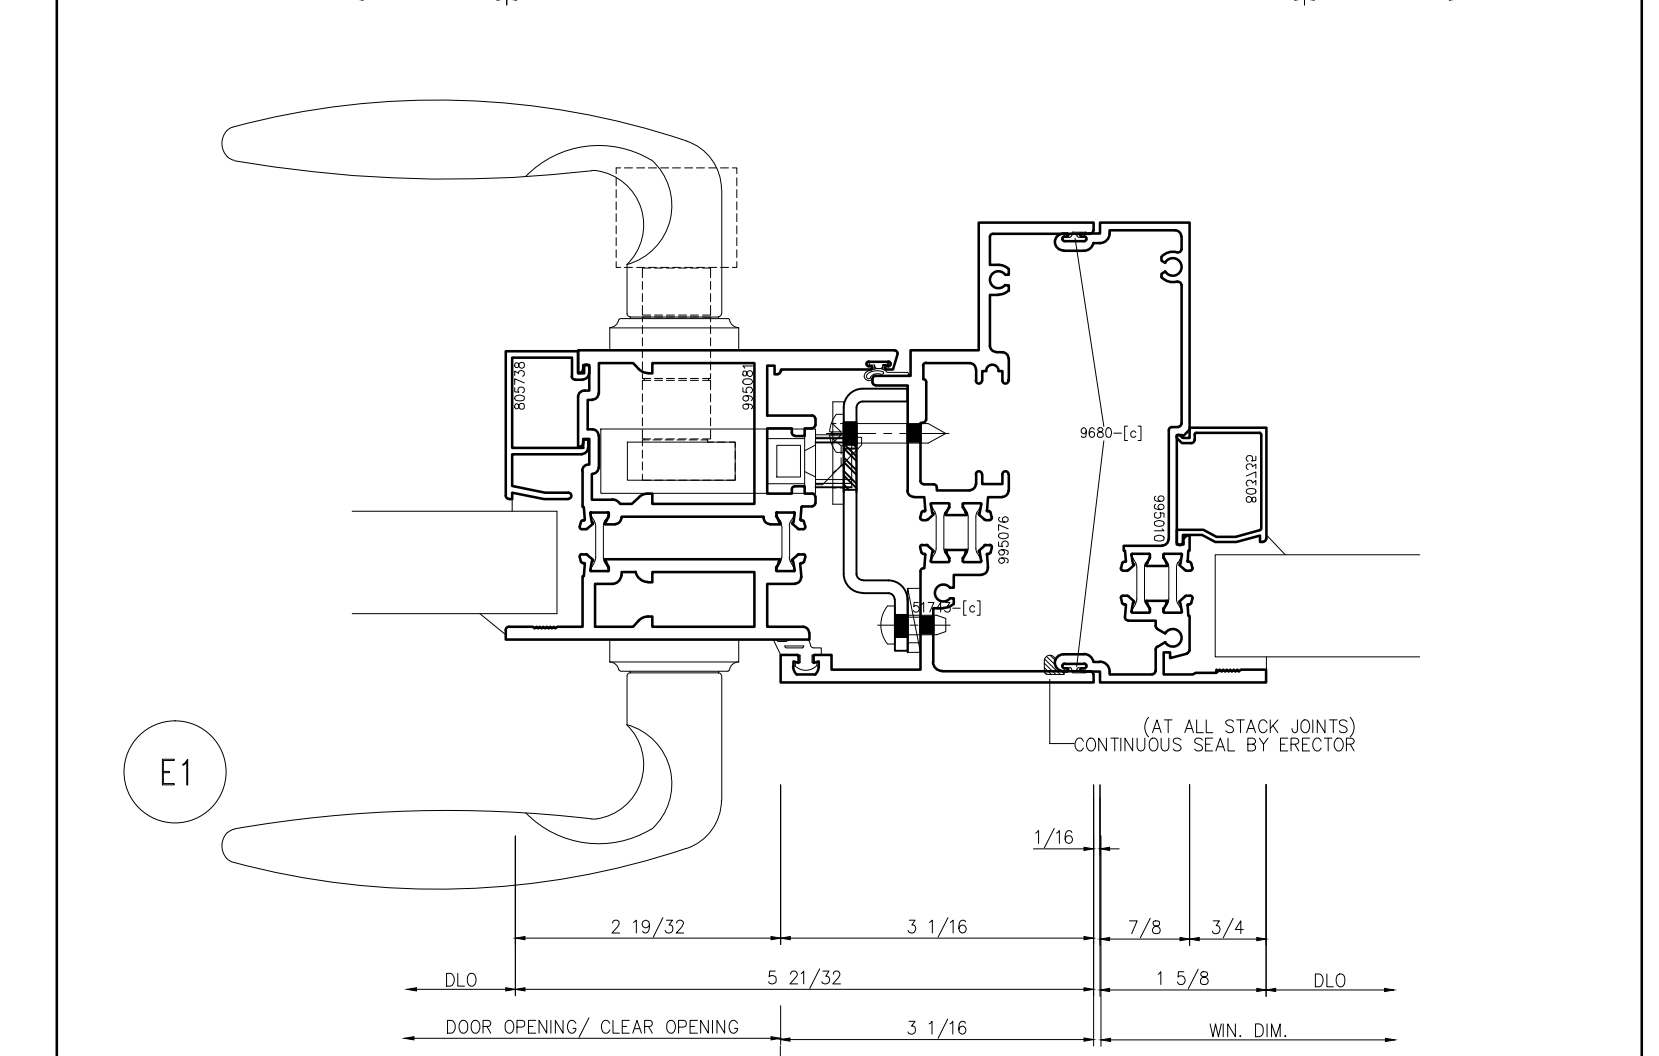 805738
995081
9680-[c]
803735
995010
995076
51743-[c]
(AT ALL STACK JOINTS)
CONTINUOUS SEAL BY ERECTOR
E1
1/16
2 19/32
3 1/16
7/8
3/4
DLO
5 21/32
1 5/8
DLO
DOOR OPENING/ CLEAR OPENING
3 1/16
WIN. DIM.